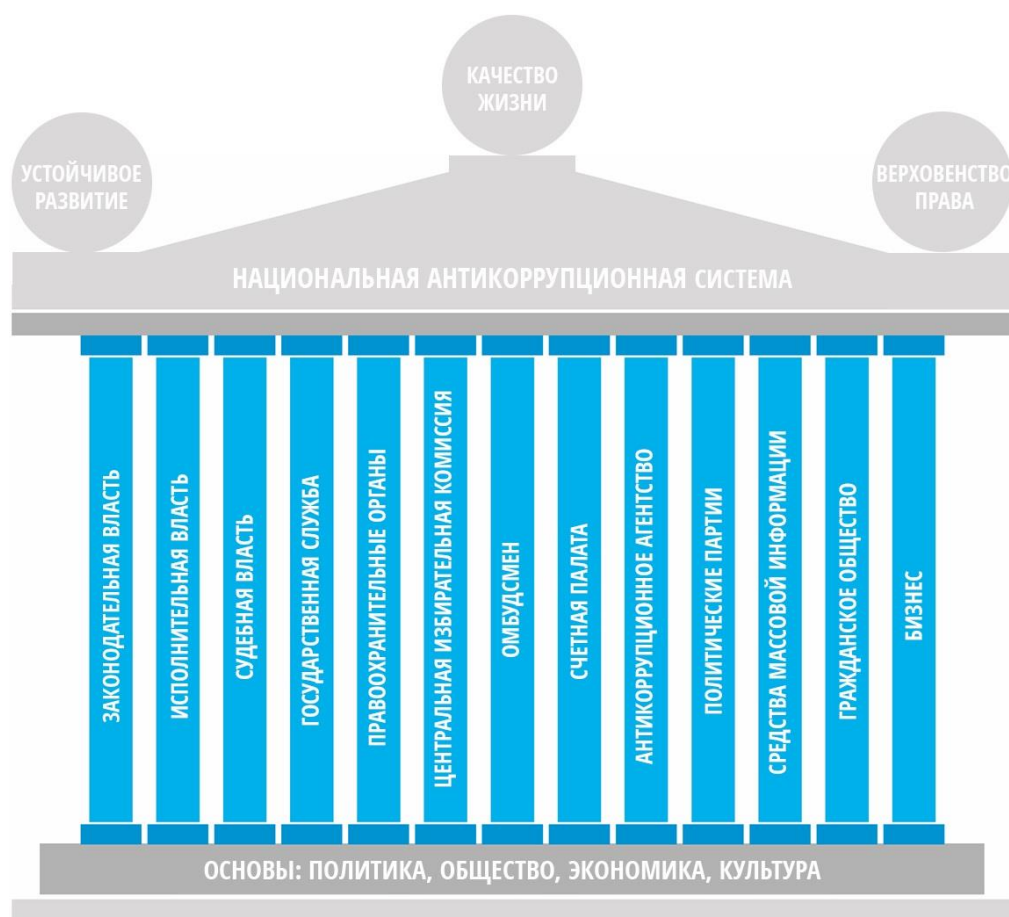 КАЧЕСТВО
ЖИЗНИ
УСТОЙЧИВОЕ
РАЗВИТИЕ
ВЕРХОВЕНСТВО
ПРАВА
НАЦИОНАЛЬНАЯ АНТИКОРРУПЦИОННАЯ СИСТЕМА
ЗАКОНОДАТЕЛЬНАЯ ВЛАСТЬ
ИСПОЛНИТЕЛЬНАЯ ВЛАСТЬ
СУДЕБНАЯ ВЛАСТЬ
ГОСУДАРСТВЕННАЯ СЛУЖБА
ПРАВООХРАНИТЕЛЬНЫЕ ОРГАНЫ
ЦЕНТРАЛЬНАЯ ИЗБИРАТЕЛЬНАЯ КОМИССИЯ
ОМБУДСМЕН
СЧЕТНАЯ ПАЛАТА
АНТИКОРРУПЦИОННОЕ АГЕНТСТВО
ПОЛИТИЧЕСКИЕ ПАРТИИ
СРЕДСТВА МАССОВОЙ ИНФОРМАЦИИ
ГРАЖДАНСКОЕ ОБЩЕСТВО
БИЗНЕС
ОСНОВЫ: ПОЛИТИКА, ОБЩЕСТВО, ЭКОНОМИКА, КУЛЬТУРА